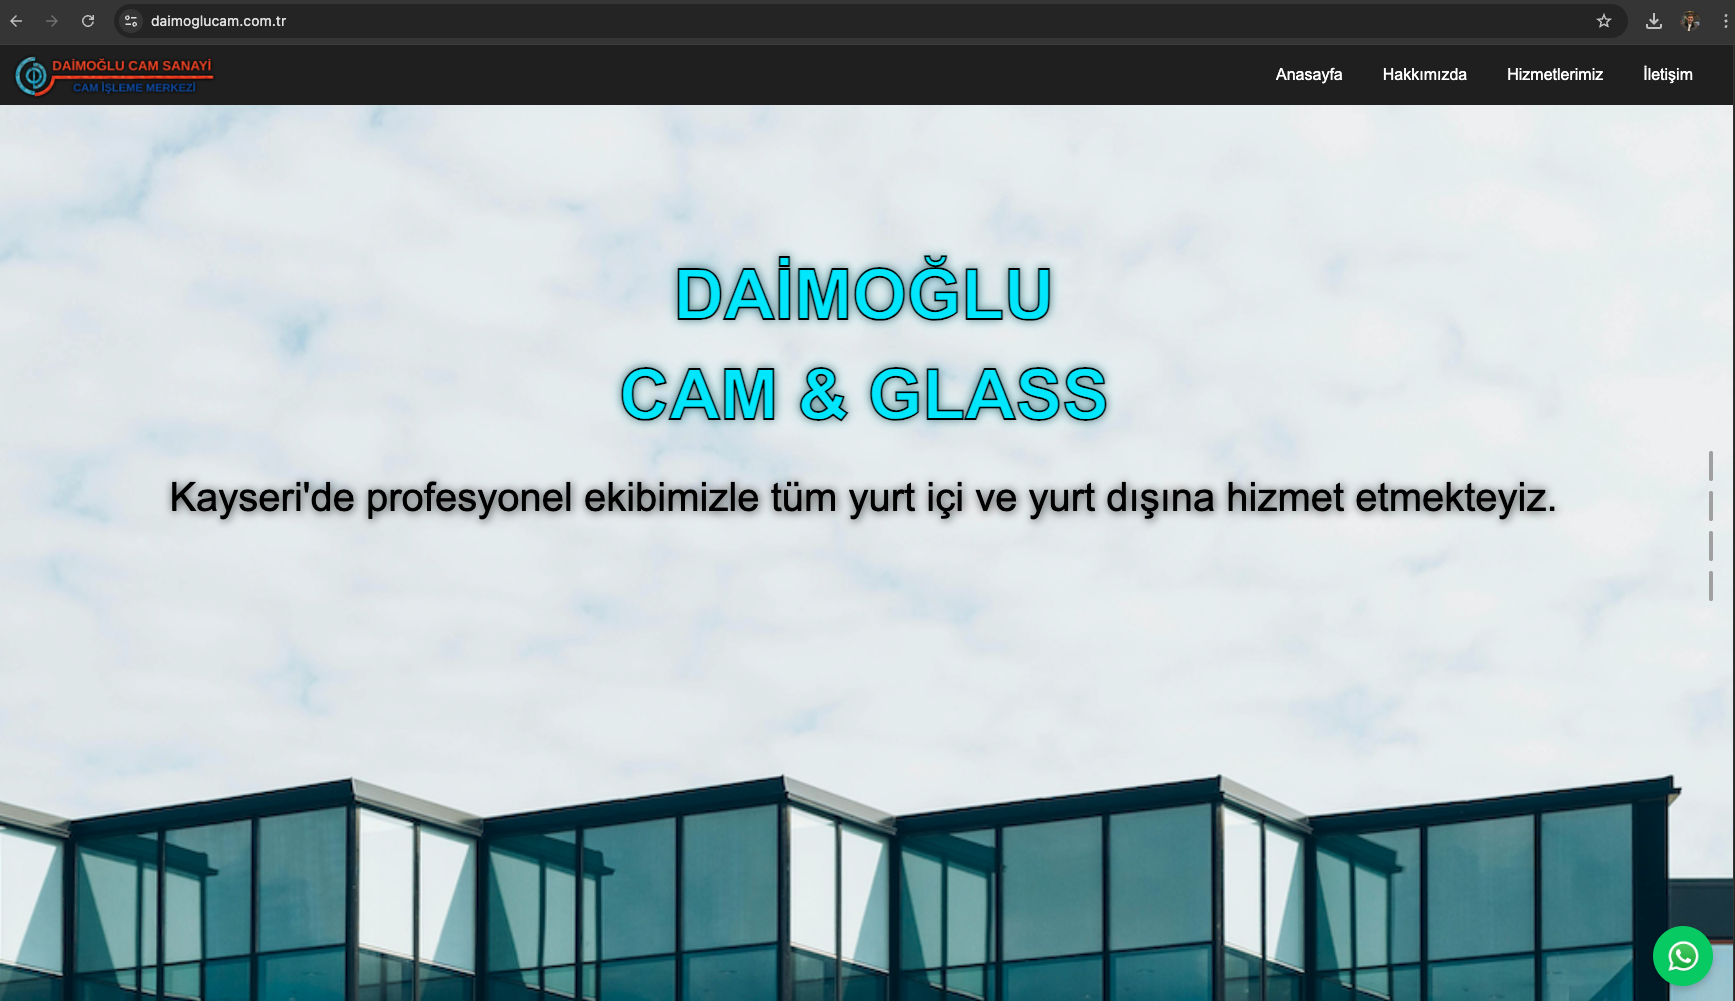 daimoglucam.com.tr
DAİMOĞLU CAM SANAYİ
CAM İŞLEME MERKEZİ
Anasayfa
Hakkımızda
Hizmetlerimiz
İletişim
DAİMOĞLU
CAM & GLASS
Kayseri'de profesyonel ekibimizle tüm yurt içi ve yurt dışına hizmet etmekteyiz.